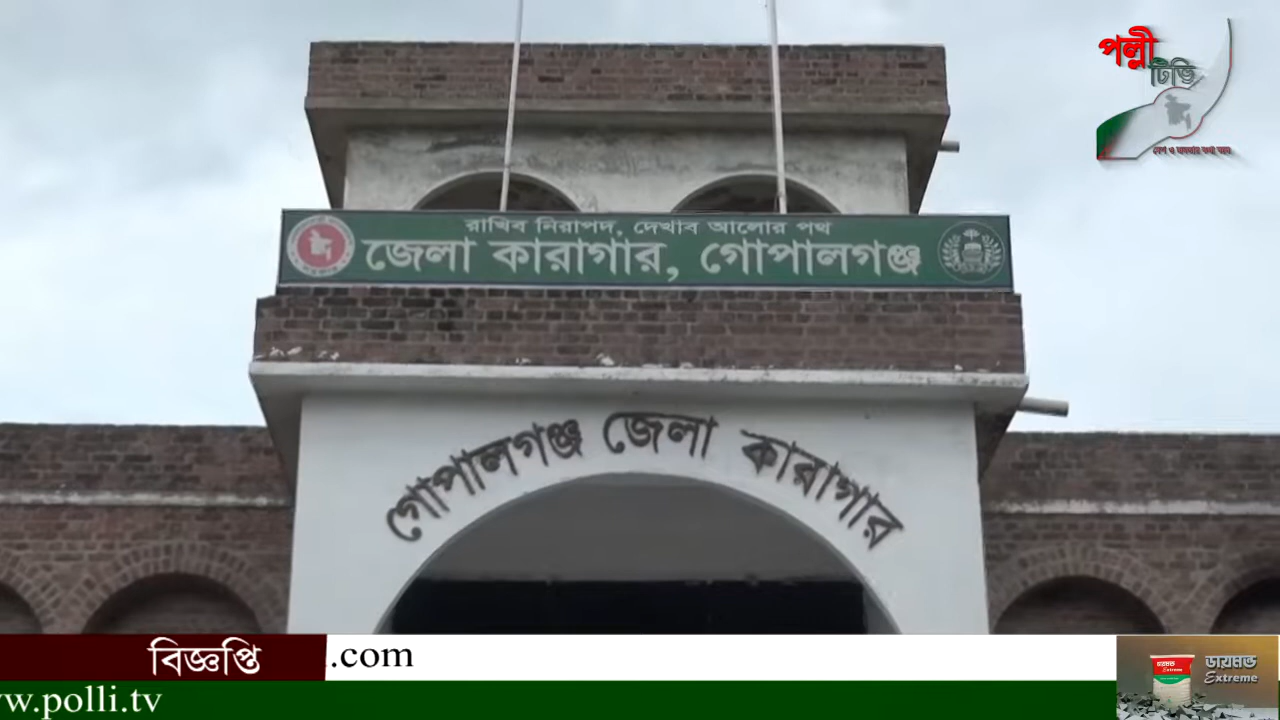 পল্লী
টিভি
রাখিব নিরাপদ, দেখাব আলোর পথ
জেলা কারাগার, গোপালগঞ্জ
গোপালগঞ্জ জেলা কারাগার
বিজ্ঞপ্তি
.com
w.polli.tv
ডায়মন্ড
Extreme